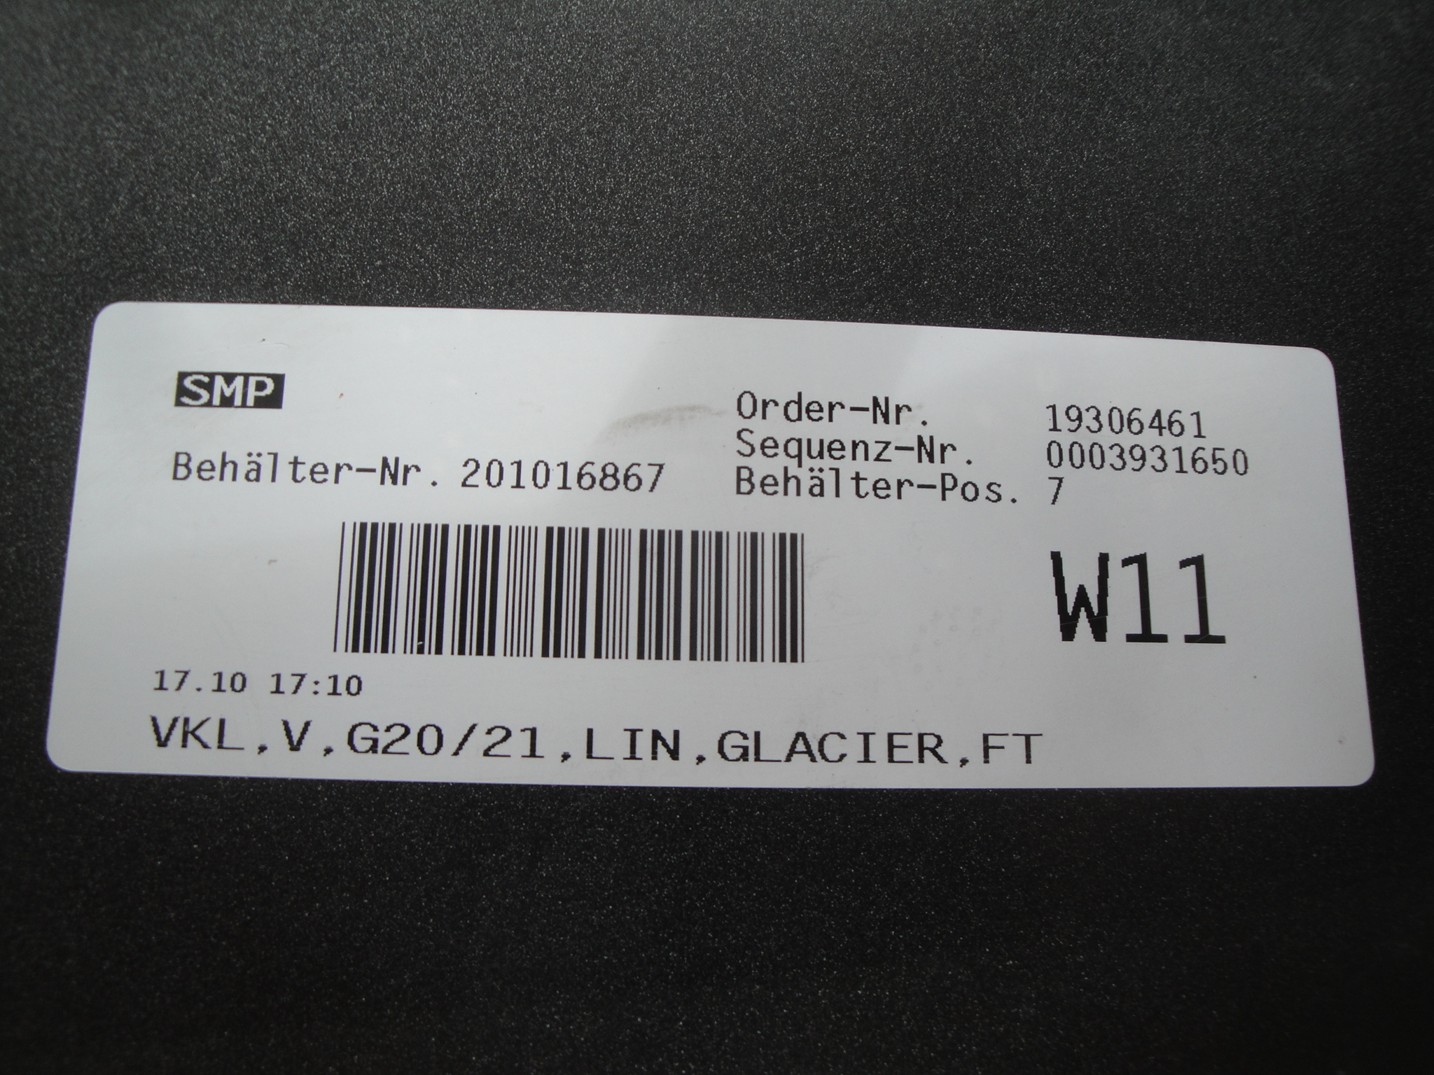 SMP
Order-Nr. 19306461
Sequenz-Nr. 0003931650
Behälter-Nr. 201016867
Behälter-Pos. 7
W11
17.10 17:10
VKL,V,G20/21,LIN,GLACIER,FT